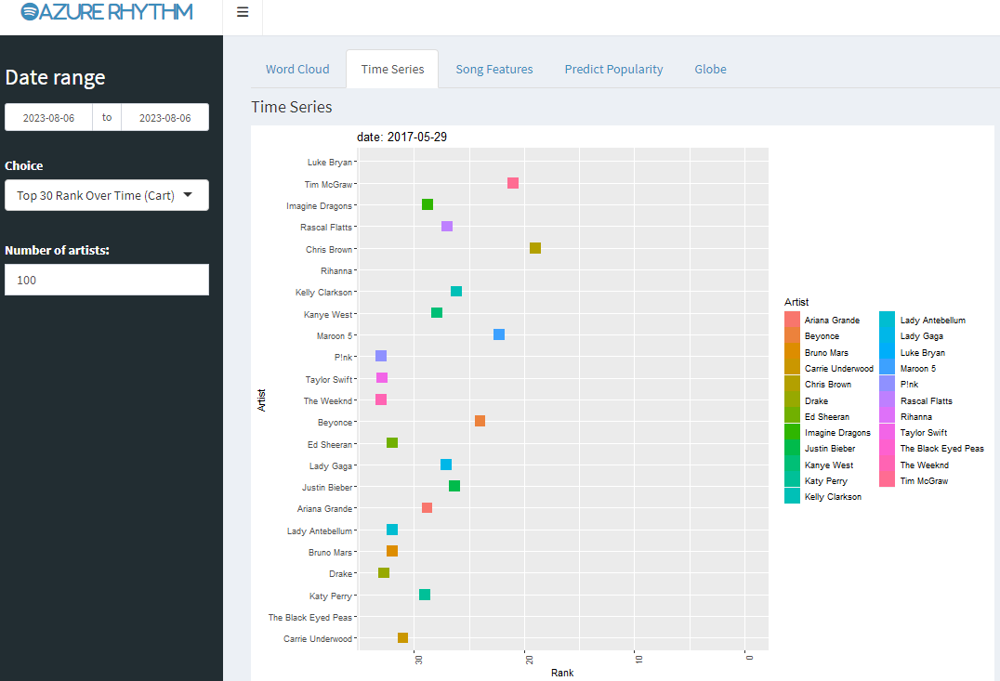 AZURE RHYTHM
☰
Date range
2023-08-06 to 2023-08-06
Choice
Top 30 Rank Over Time (Cart)
Number of artists:
100
Word Cloud Time Series Song Features Predict Popularity Globe
Time Series
date: 2017-05-29
Artist
Luke Bryan
Tim McGraw
Imagine Dragons
Rascal Flatts
Chris Brown
Rihanna
Kelly Clarkson
Kanye West
Maroon 5
P!nk
Taylor Swift
The Weeknd
Beyonce
Ed Sheeran
Lady Gaga
Justin Bieber
Ariana Grande
Lady Antebellum
Bruno Mars
Drake
Katy Perry
The Black Eyed Peas
Carrie Underwood
30 20 10 0
Rank
Artist
Ariana Grande
Beyonce
Bruno Mars
Carrie Underwood
Chris Brown
Drake
Ed Sheeran
Imagine Dragons
Justin Bieber
Kanye West
Katy Perry
Kelly Clarkson
Lady Antebellum
Lady Gaga
Luke Bryan
Maroon 5
P!nk
Rascal Flatts
Rihanna
Taylor Swift
The Black Eyed Peas
The Weeknd
Tim McGraw